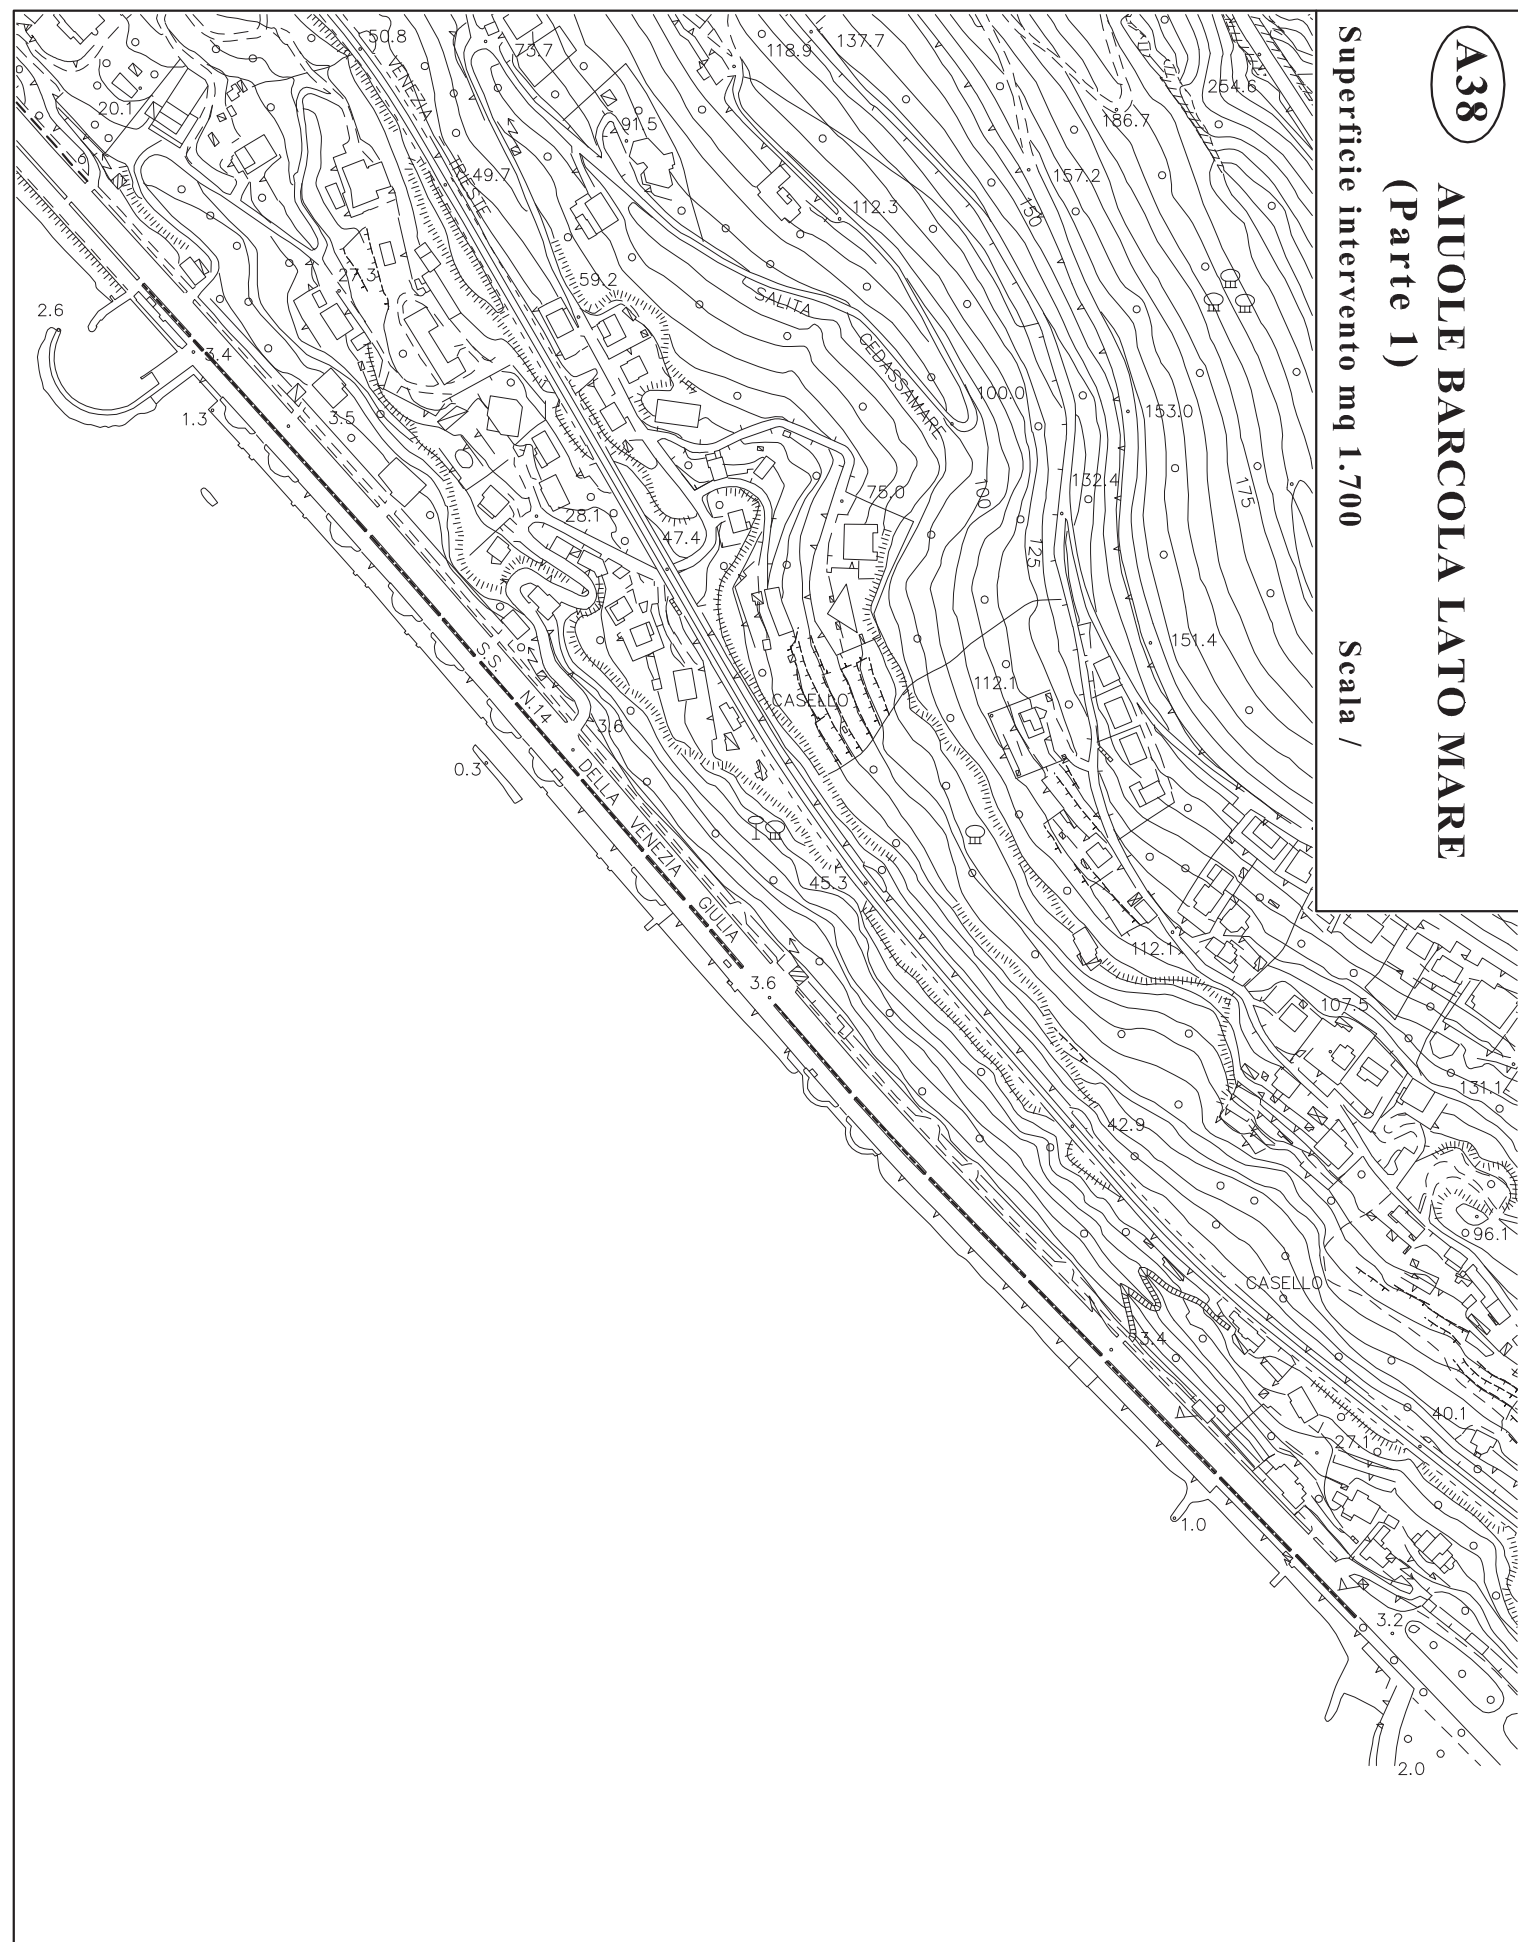 A38
AIUOLE BARCOLA LATO MARE
(Parte 1)
Superficie intervento mq 1.700 Scala /
50.8
73.7
118.9
137.7
254.6
VENEZIA
20.1
91.5
186.7
49.7
TRIESTE
157.2
112.3
150
27.3
59.2
SALITA
2.6
3.4
CEDASSAMARE
100.0
153.0
1.3
3.5
132.4
175
75.0
100
28.1
47.4
125
151.4
S.S.
N.14
112.1
CASELLO
3.6
0.3
DELLA
VENEZIA
GIULIA
45.3
112.1
3.6
107.5
131.1
42.9
96.1
CASELLO
3.4
40.1
27.1
1.0
3.2
2.0